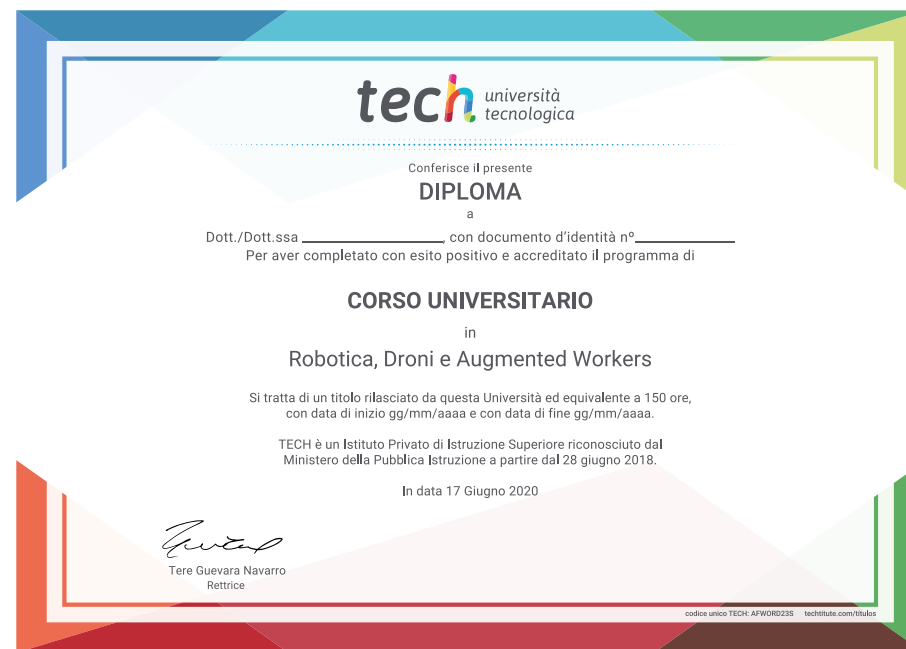 tech università
tecnologica
Conferisce il presente
DIPLOMA
a
Dott./Dott.ssa ____________, con documento d'identità nº____________
Per aver completato con esito positivo e accreditato il programma di
CORSO UNIVERSITARIO
in
Robotica, Droni e Augmented Workers
Si tratta di un titolo rilasciato da questa Università ed equivalente a 150 ore,
con data di inizio gg/mm/aaaa e con data di fine gg/mm/aaaa.
TECH è un Istituto Privato di Istruzione Superiore riconosciuto dal
Ministero della Pubblica Istruzione a partire dal 28 giugno 2018.
In data 17 Giugno 2020
Tere Guevara Navarro
Rettrice
codice unico TECH: AFWORD23S techtitute.com/titulos